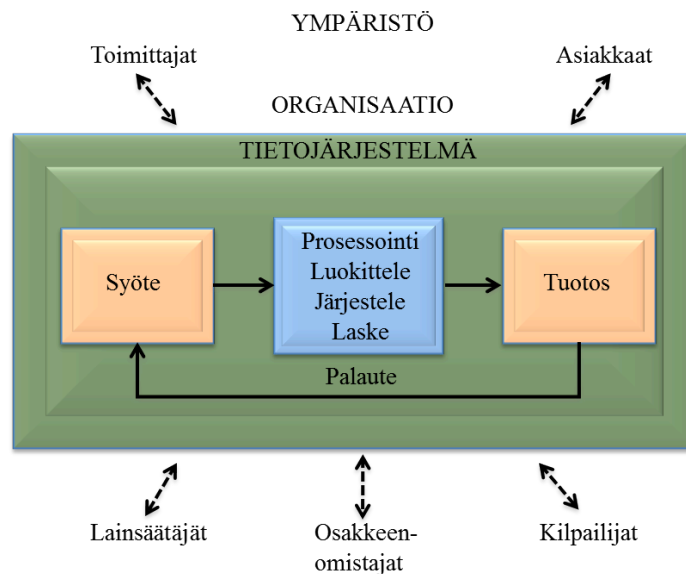 YMPÄRISTÖ
Toimittajat
Asiakkaat
ORGANISAATIO
TIETOJÄRJESTELMÄ
Syöte
Prosessointi
Luokittele
Järjestele
Laske
Tuotos
Palaute
Lainsäätäjät
Osakkeen-
omistajat
Kilpailijat